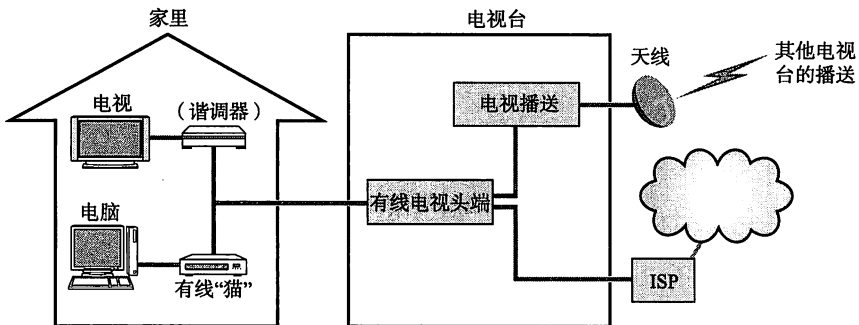 家里
电视台
天线
其他电视
台的播送
电视
（谐调器）
电视播送
有线电视头端
电脑
有线“猫”
ISP